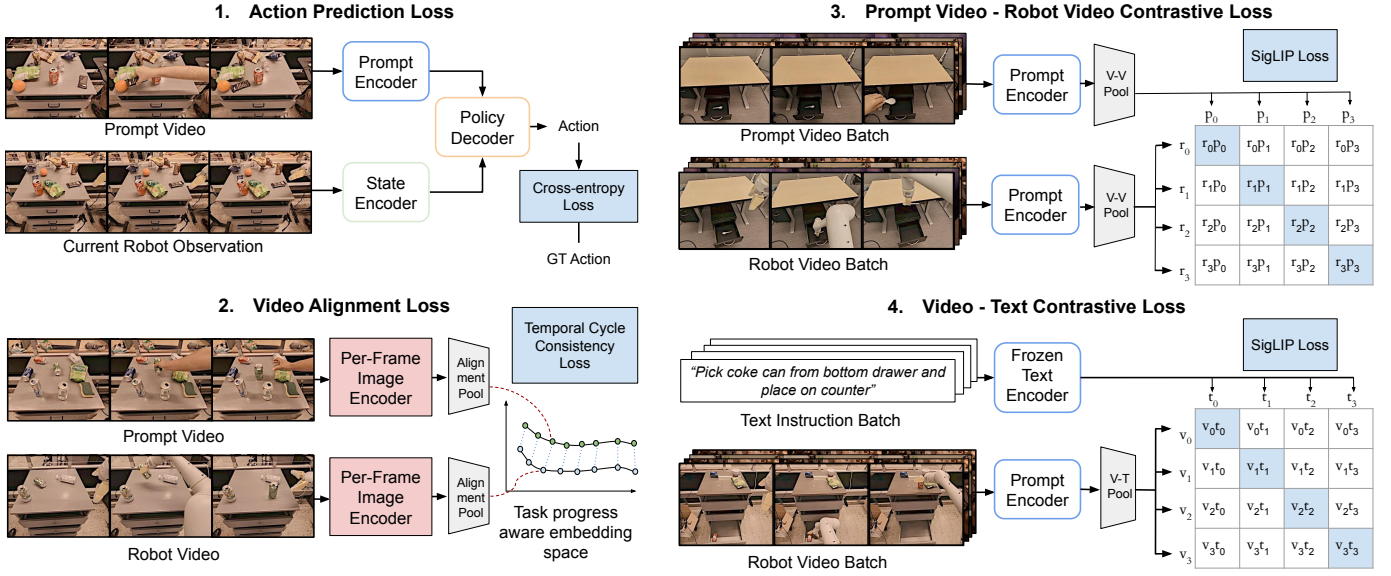 1. Action Prediction Loss
Prompt Video
Prompt
Encoder
Policy
Decoder
Action
Current Robot Observation
State
Encoder
Cross-entropy
Loss
GT Action
2. Video Alignment Loss
Prompt Video
Per-Frame
Image
Encoder
Align
ment
Pool
Temporal Cycle
Consistency
Loss
Robot Video
Per-Frame
Image
Encoder
Align
ment
Pool
Task progress
aware embedding
space
3. Prompt Video - Robot Video Contrastive Loss
Prompt Video Batch
Prompt
Encoder
V-V
Pool
SigLIP Loss
p0 p1 p2 p3
Robot Video Batch
Prompt
Encoder
V-V
Pool
r0 r0p0 r0p1 r0p2 r0p3
r1 r1p0 r1p1 r1p2 r1p3
r2 r2p0 r2p1 r2p2 r2p3
r3 r3p0 r3p1 r3p2 r3p3
4. Video - Text Contrastive Loss
“Pick coke can from bottom drawer and
place on counter”
Text Instruction Batch
Frozen
Text
Encoder
SigLIP Loss
t0 t1 t2 t3
Robot Video Batch
Prompt
Encoder
V-T
Pool
v0 v0t0 v0t1 v0t2 v0t3
v1 v1t0 v1t1 v1t2 v1t3
v2 v2t0 v2t1 v2t2 v2t3
v3 v3t0 v3t1 v3t2 v3t3